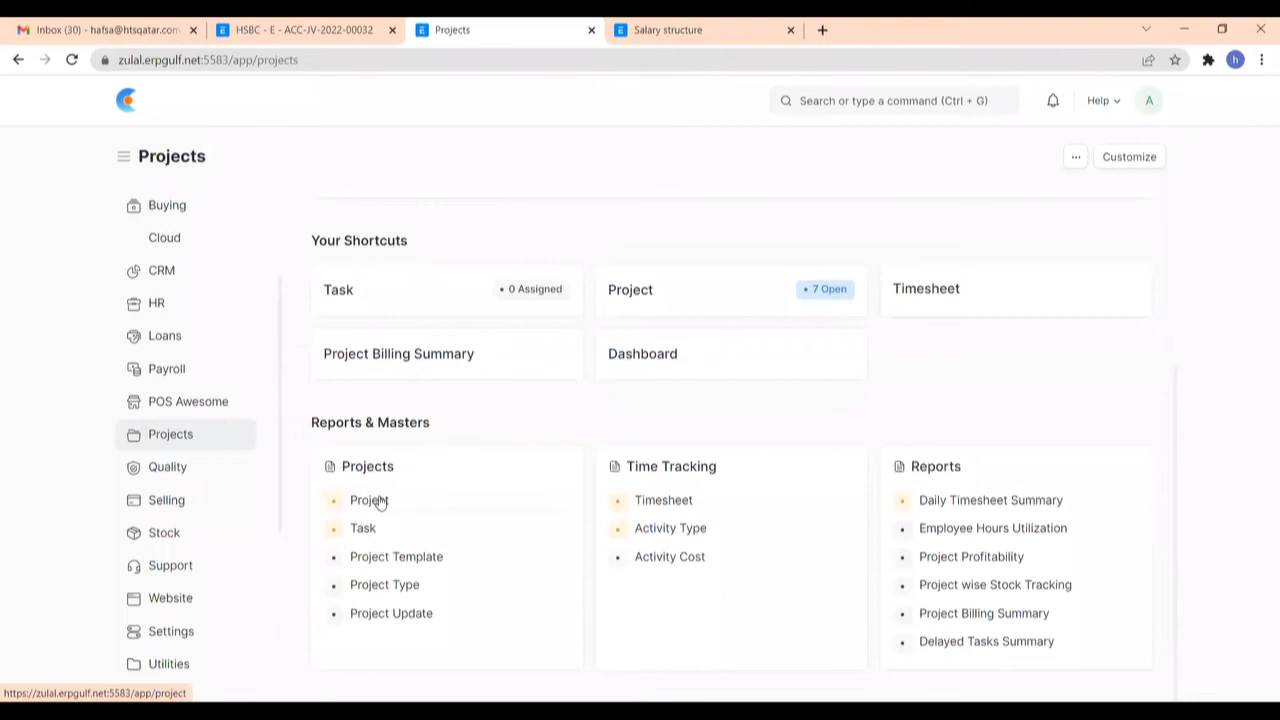 Inbox (30) - hafsa@htsqatar.com
HSBC - E - ACC-JV-2022-00032
Projects
Salary structure
zulal.erpgulf.net:5583/app/projects
h
Search or type a command (Ctrl + G)
Help
A
Projects
Customize
Buying
Cloud
CRM
HR
Loans
Payroll
POS Awesome
Projects
Quality
Selling
Stock
Support
Website
Settings
Utilities
Your Shortcuts
Task
• 0 Assigned
Project
• 7 Open
Timesheet
Project Billing Summary
Dashboard
Reports & Masters
Projects
Project
Task
Project Template
Project Type
Project Update
Time Tracking
Timesheet
Activity Type
Activity Cost
Reports
Daily Timesheet Summary
Employee Hours Utilization
Project Profitability
Project wise Stock Tracking
Project Billing Summary
Delayed Tasks Summary
https://zulal.erpgulf.net:5583/app/project